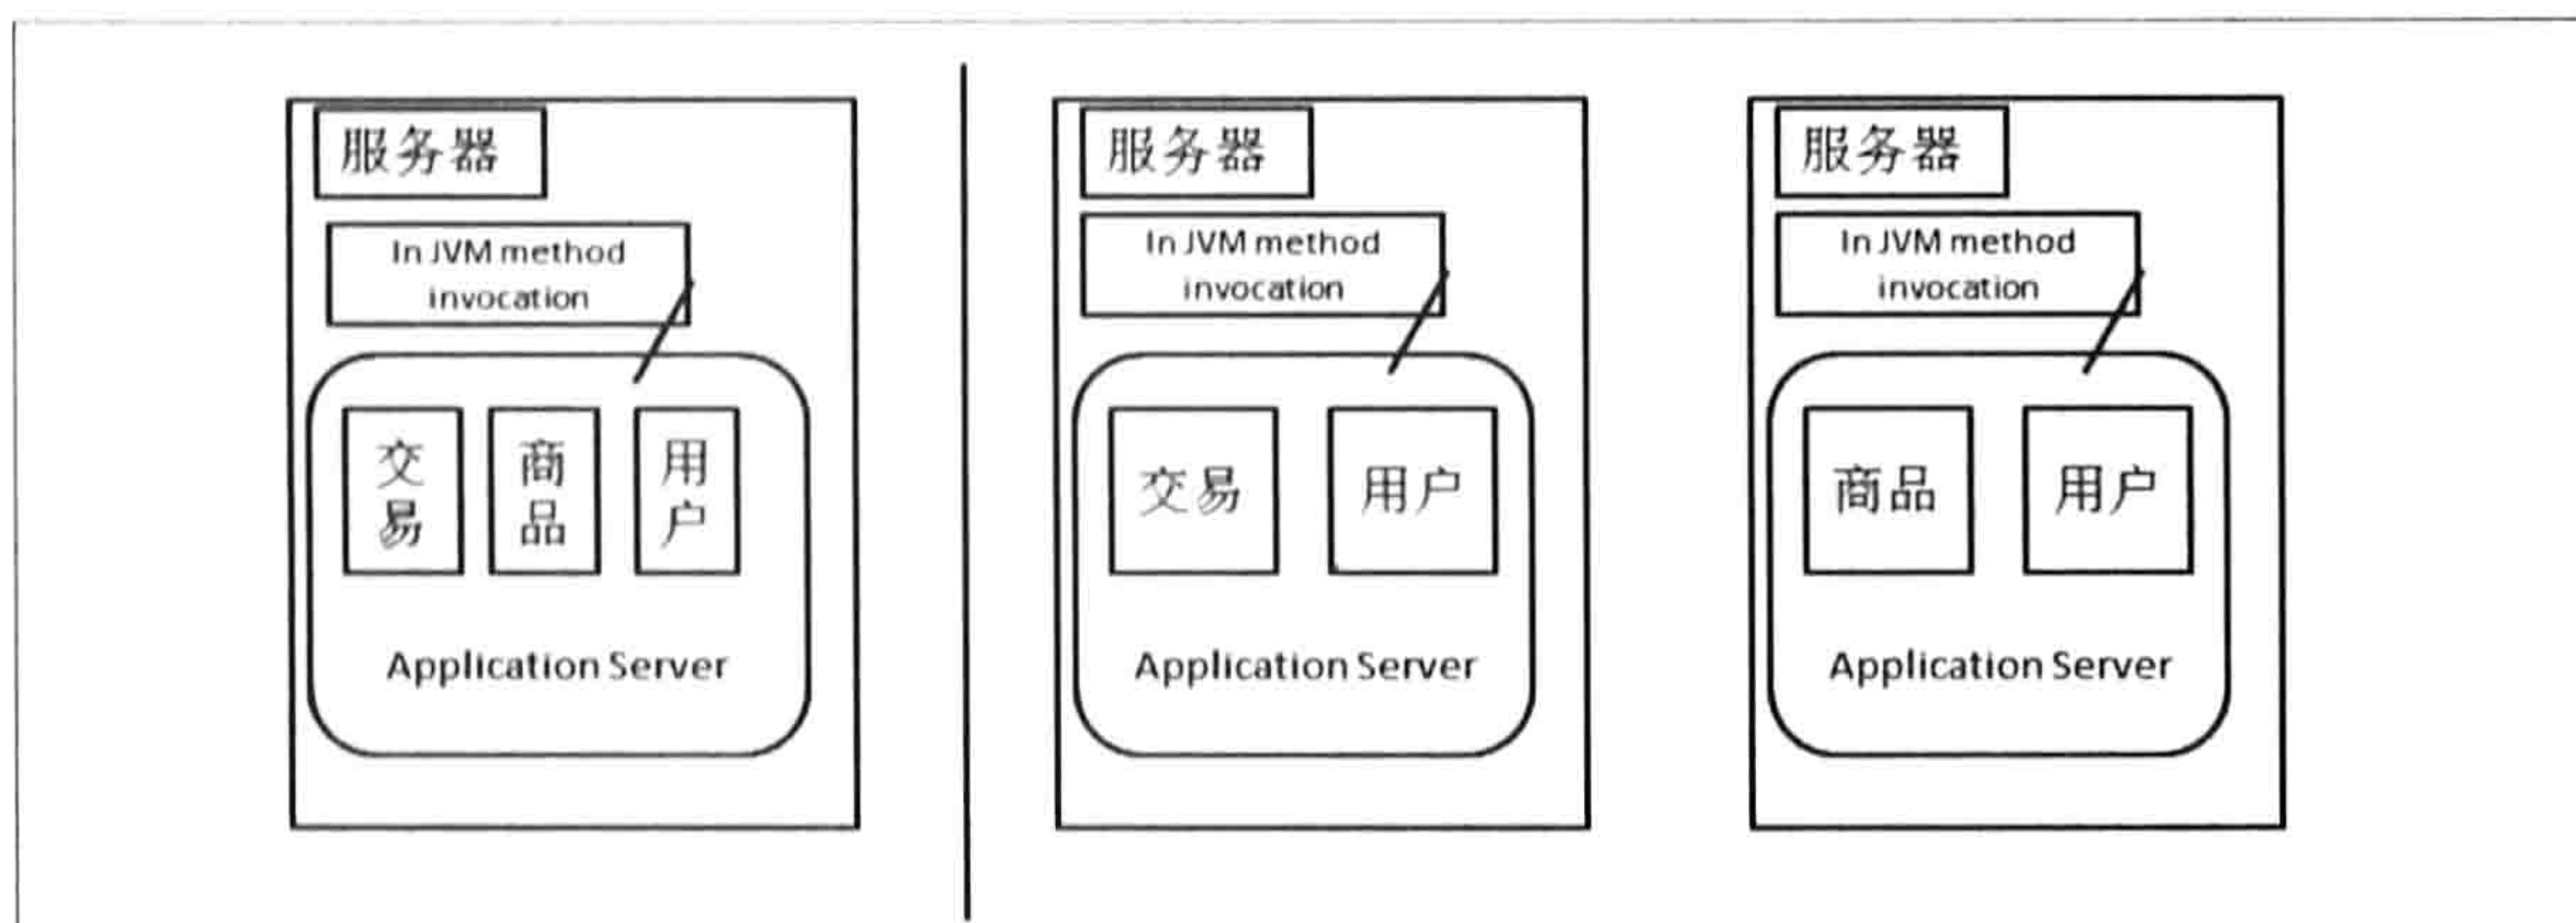 服务器
In JVM method
invocation
交易
商品
用户
Application Server
服务器
In JVM method
invocation
交易
用户
Application Server
服务器
In JVM method
invocation
商品
用户
Application Server